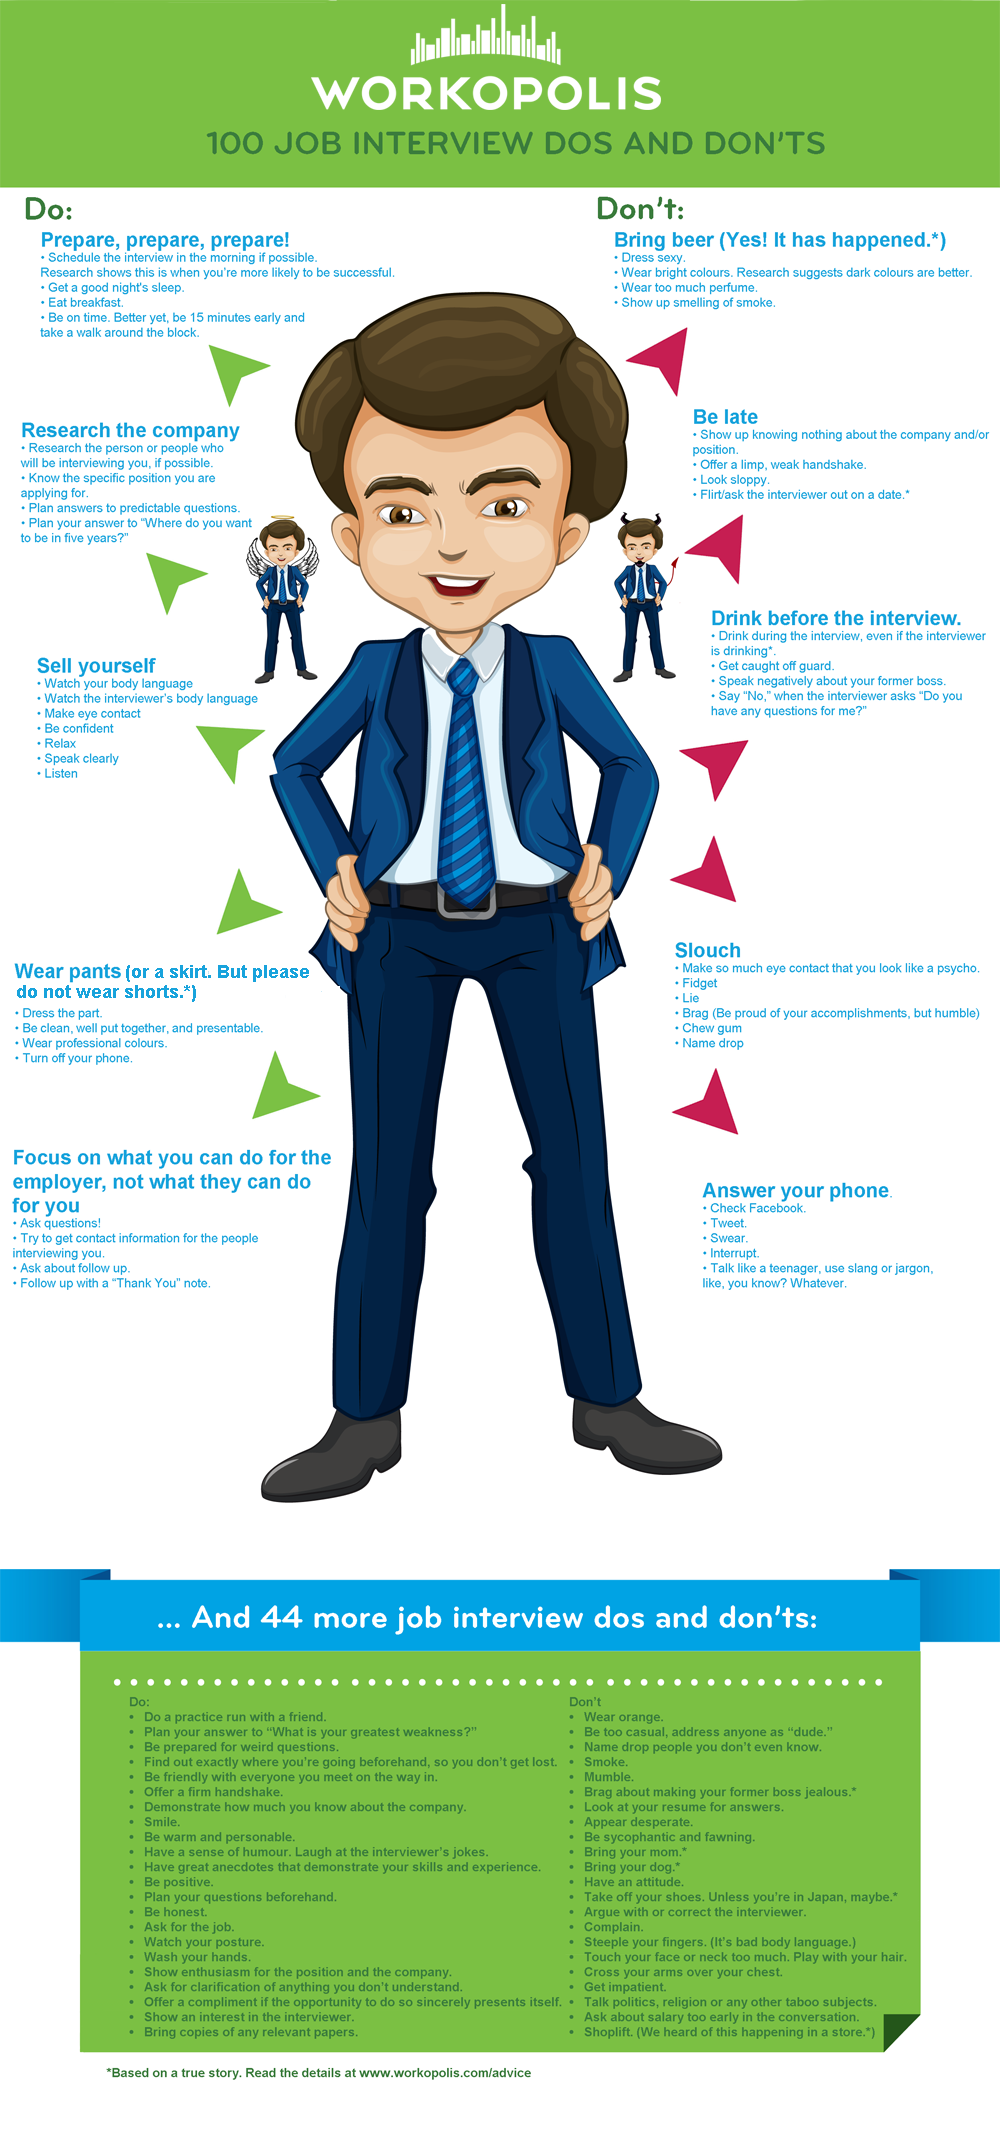 WORKOPOLIS
100 JOB INTERVIEW DOS AND DON'TS
Do:
Prepare, prepare, prepare!
• Schedule the interview in the morning if possible.
Research shows this is when you're more likely to be successful.
• Get a good night's sleep.
• Eat breakfast.
• Be on time. Better yet, be 15 minutes early and
take a walk around the block.
Research the company
• Research the person or people who
will be interviewing you, if possible.
• Know the specific position you are
applying for.
• Plan answers to predictable questions.
• Plan your answer to “Where do you want
to be in five years?”
Sell yourself
• Watch your body language
• Watch the interviewer's body language
• Make eye contact
• Be confident
• Relax
• Speak clearly
• Listen
Wear pants (or a skirt. But please
do not wear shorts.*)
• Dress the part.
• Be clean, well put together, and presentable.
• Wear professional colours.
• Turn off your phone.
Focus on what you can do for the
employer, not what they can do
for you
• Ask questions!
• Try to get contact information for the people
interviewing you.
• Ask about follow up.
• Follow up with a “Thank You” note.
Don't:
Bring beer (Yes! It has happened.*)
• Dress sexy.
• Wear bright colours. Research suggests dark colours are better.
• Wear too much perfume.
• Show up smelling of smoke.
Be late
• Show up knowing nothing about the company and/or
position.
• Offer a limp, weak handshake.
• Look sloppy.
• Flirt/ask the interviewer out on a date.*
Drink before the interview.
• Drink during the interview, even if the interviewer
is drinking*.
• Get caught off guard.
• Speak negatively about your former boss.
• Say “No,” when the interviewer asks “Do you
have any questions for me?”
Slouch
• Make so much eye contact that you look like a psycho.
• Fidget
• Lie
• Brag (Be proud of your accomplishments, but humble)
• Chew gum
• Name drop
Answer your phone.
• Check Facebook.
• Tweet.
• Swear.
• Interrupt.
• Talk like a teenager, use slang or jargon,
like, you know? Whatever.
... And 44 more job interview dos and don'ts:
Do:
• Do a practice run with a friend.
• Plan your answer to “What is your greatest weakness?”
• Be prepared for weird questions.
• Find out exactly where you're going beforehand, so you don't get lost.
• Be friendly with everyone you meet on the way in.
• Offer a firm handshake.
• Demonstrate how much you know about the company.
• Smile.
• Be warm and personable.
• Have a sense of humour. Laugh at the interviewer's jokes.
• Have great anecdotes that demonstrate your skills and experience.
• Be positive.
• Plan your questions beforehand.
• Be honest.
• Ask for the job.
• Watch your posture.
• Wash your hands.
• Show enthusiasm for the position and the company.
• Ask for clarification of anything you don't understand.
• Offer a compliment if the opportunity to do so sincerely presents itself.
• Show an interest in the interviewer.
• Bring copies of any relevant papers.
Don't
• Wear orange.
• Be too casual, address anyone as “dude.”
• Name drop people you don't even know.
• Smoke.
• Mumble.
• Brag about making your former boss jealous.*
• Look at your resume for answers.
• Appear desperate.
• Be sycophantic and fawning.
• Bring your mom.*
• Bring your dog.*
• Have an attitude.
• Take off your shoes. Unless you're in Japan, maybe.*
• Argue with or correct the interviewer.
• Complain.
• Steeple your fingers. (It's bad body language.)
• Touch your face or neck too much. Play with your hair.
• Cross your arms over your chest.
• Get impatient.
• Talk politics, religion or any other taboo subjects.
• Ask about salary too early in the conversation.
• Shoplift. (We heard of this happening in a store.*)
*Based on a true story. Read the details at www.workopolis.com/advice